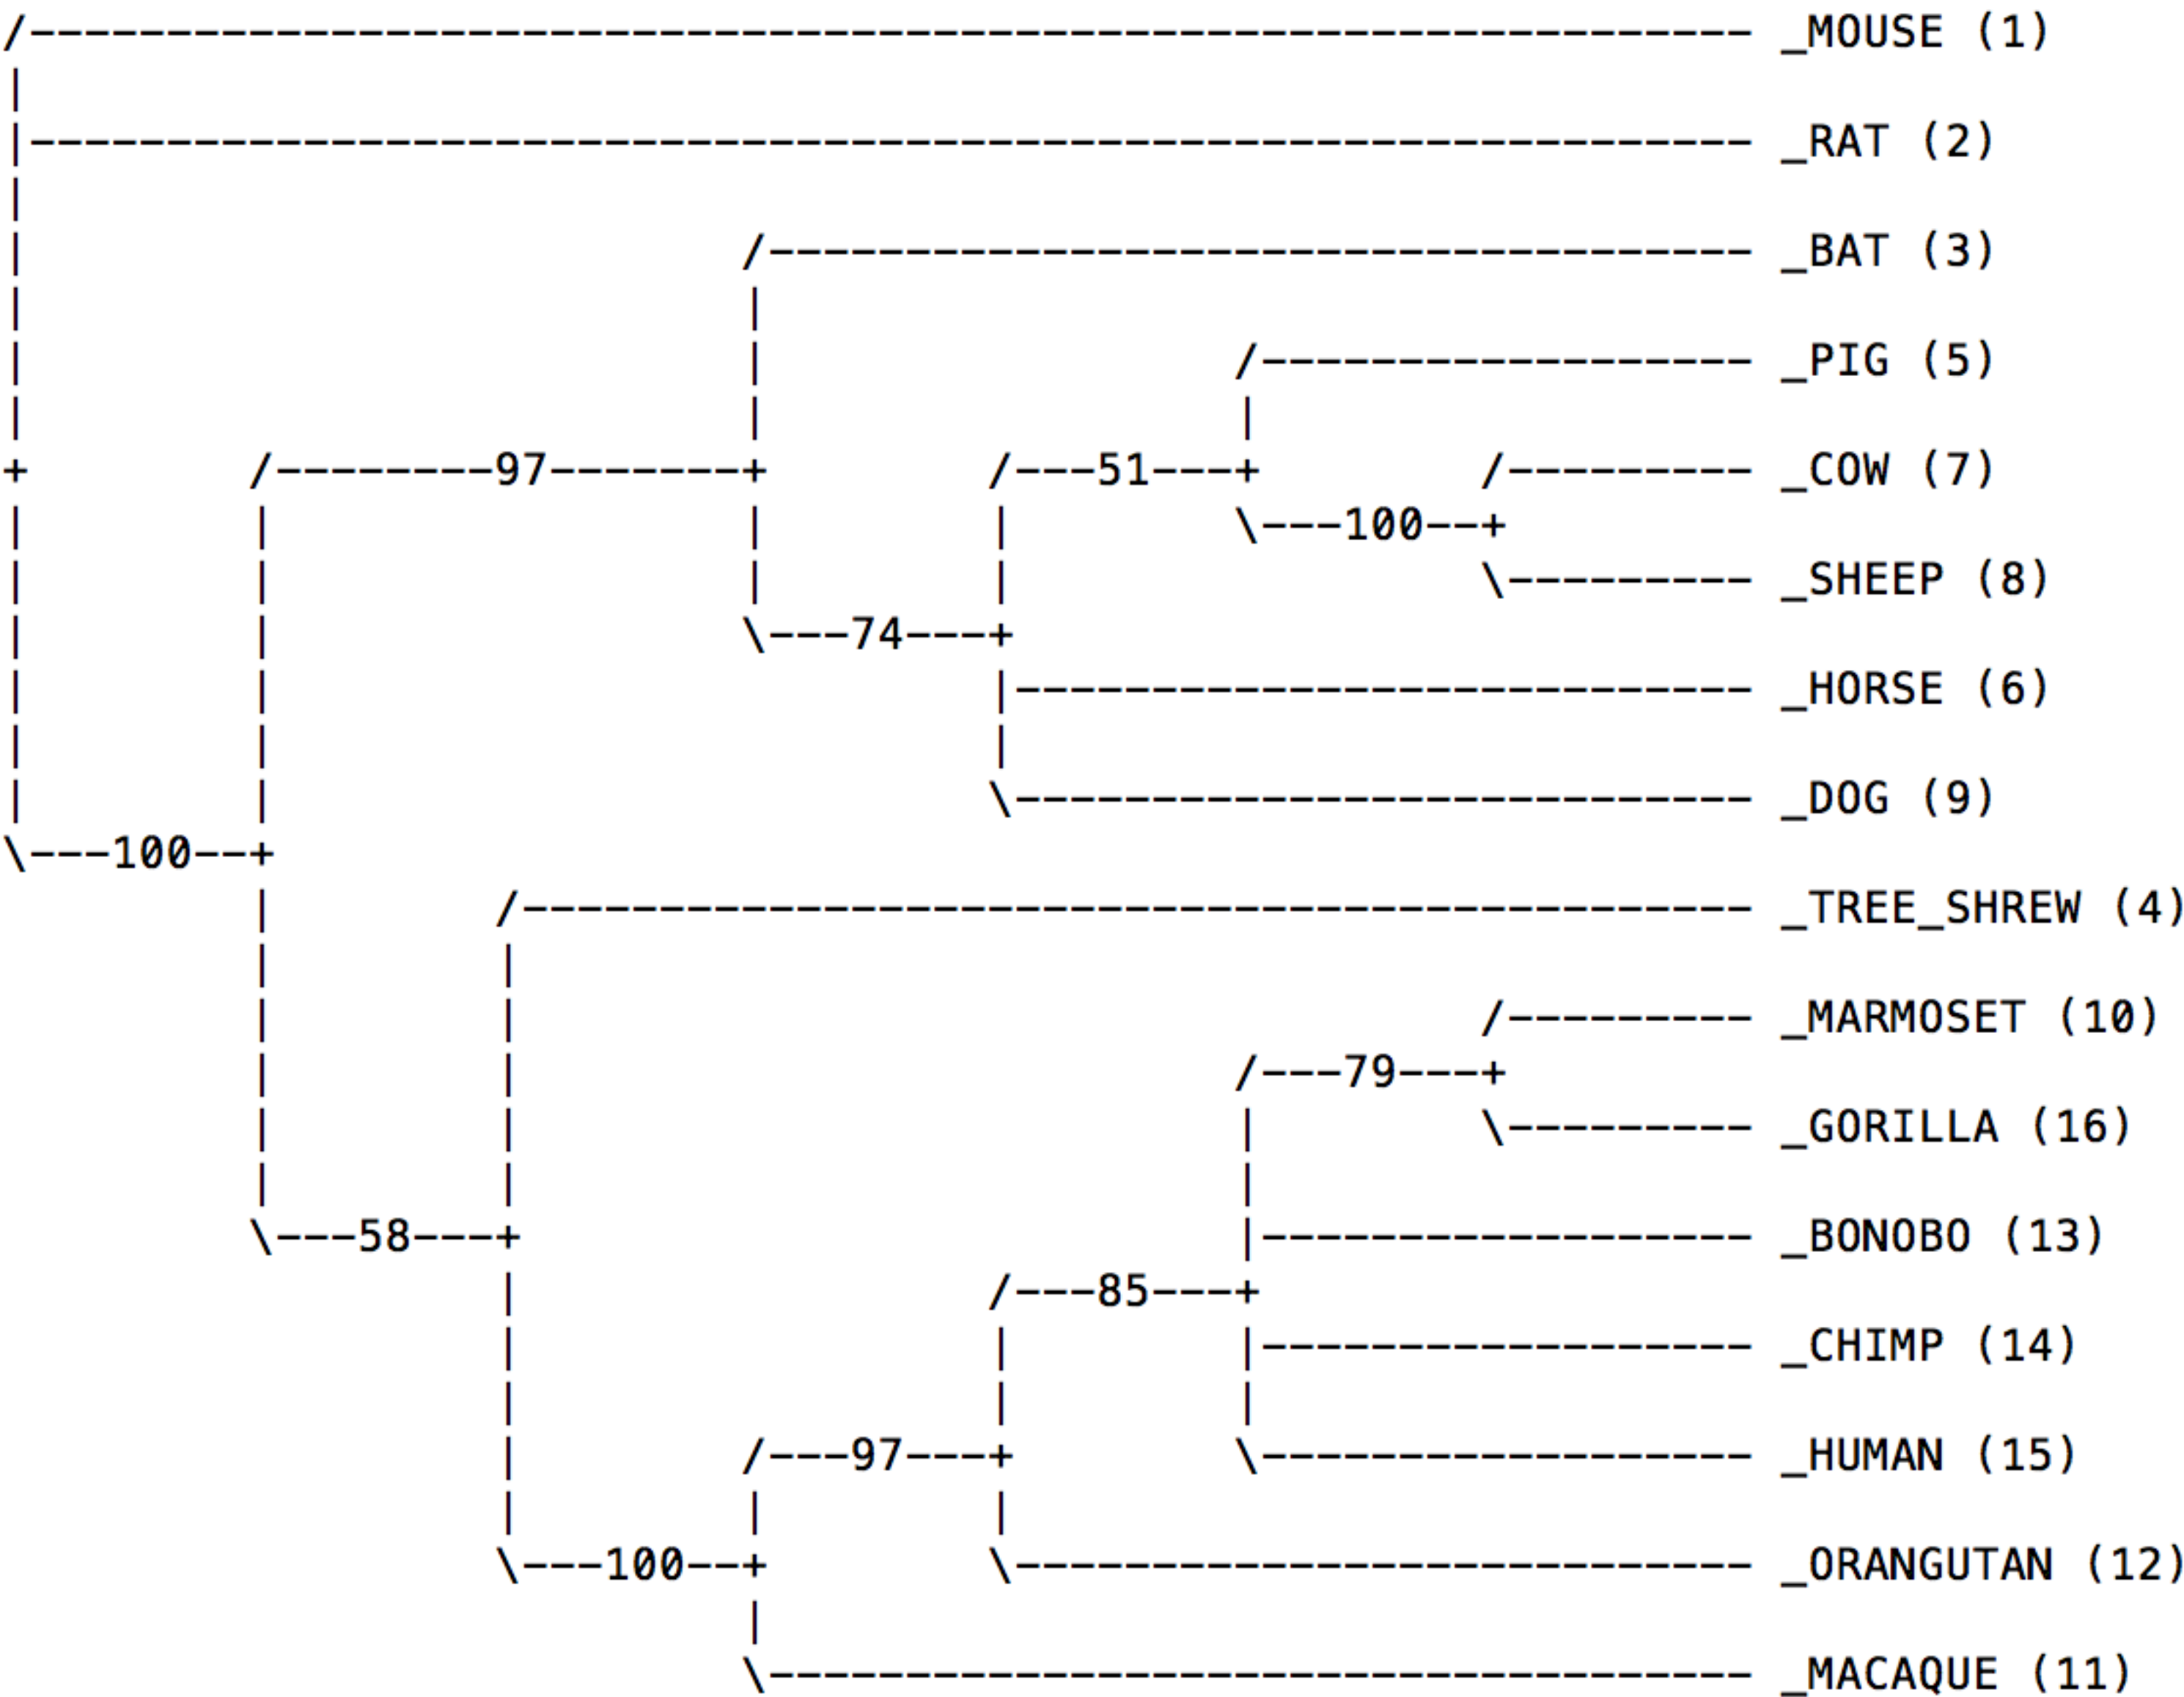 /---------------------------------------------------------------- _MOUSE (1)
|
|---------------------------------------------------------------- _RAT (2)
|
|                          /------------------------------------- _BAT (3)
|                          |
|                          |                 /------------------- _PIG (5)
|                          |                 |
+        /--------97-------+        /---51---+        /---------- _COW (7)
|        |                 |        |        \---100--+
|        |                 |        |                 \---------- _SHEEP (8)
|        |                 \---74---+
|        |                          |---------------------------- _HORSE (6)
|        |                          |
|        |                          \---------------------------- _DOG (9)
\---100--+
         |        /---------------------------------------------- _TREE_SHREW (4)
         |        |
         |        |                                   /---------- _MARMOSET (10)
         |        |                          /---79---+
         |        |                          |        \---------- _GORILLA (16)
         |        |                          |
         \---58---+                          |------------------- _BONOBO (13)
                  |                 /---85---+
                  |                 |        |------------------- _CHIMP (14)
                  |                 |        |
                  |        /---97---+        \------------------- _HUMAN (15)
                  |        |        |
                  \---100--+        \---------------------------- _ORANGUTAN (12)
                           |
                           \------------------------------------- _MACAQUE (11)